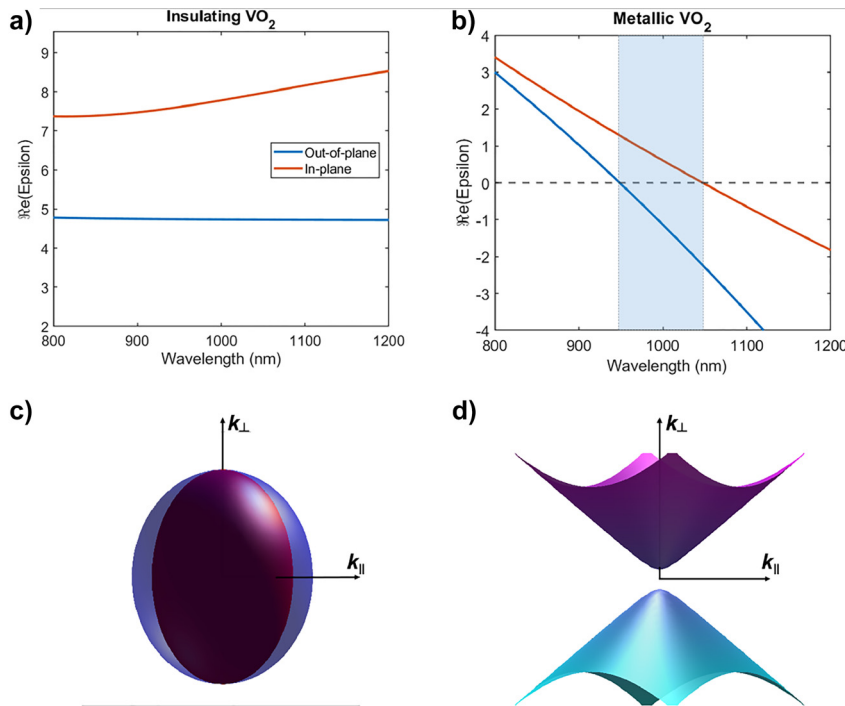 a)
Insulating VO2
9
8
7
6
5
4
3
2
ℜe(Epsilon)
Out-of-plane
In-plane
800 900 1000 1100 1200
Wavelength (nm)
b)
Metallic VO2
4
3
2
1
0
-1
-2
-3
-4
ℜe(Epsilon)
800 900 1000 1100 1200
Wavelength (nm)
c)
k⊥
k∥
d)
k⊥
k∥